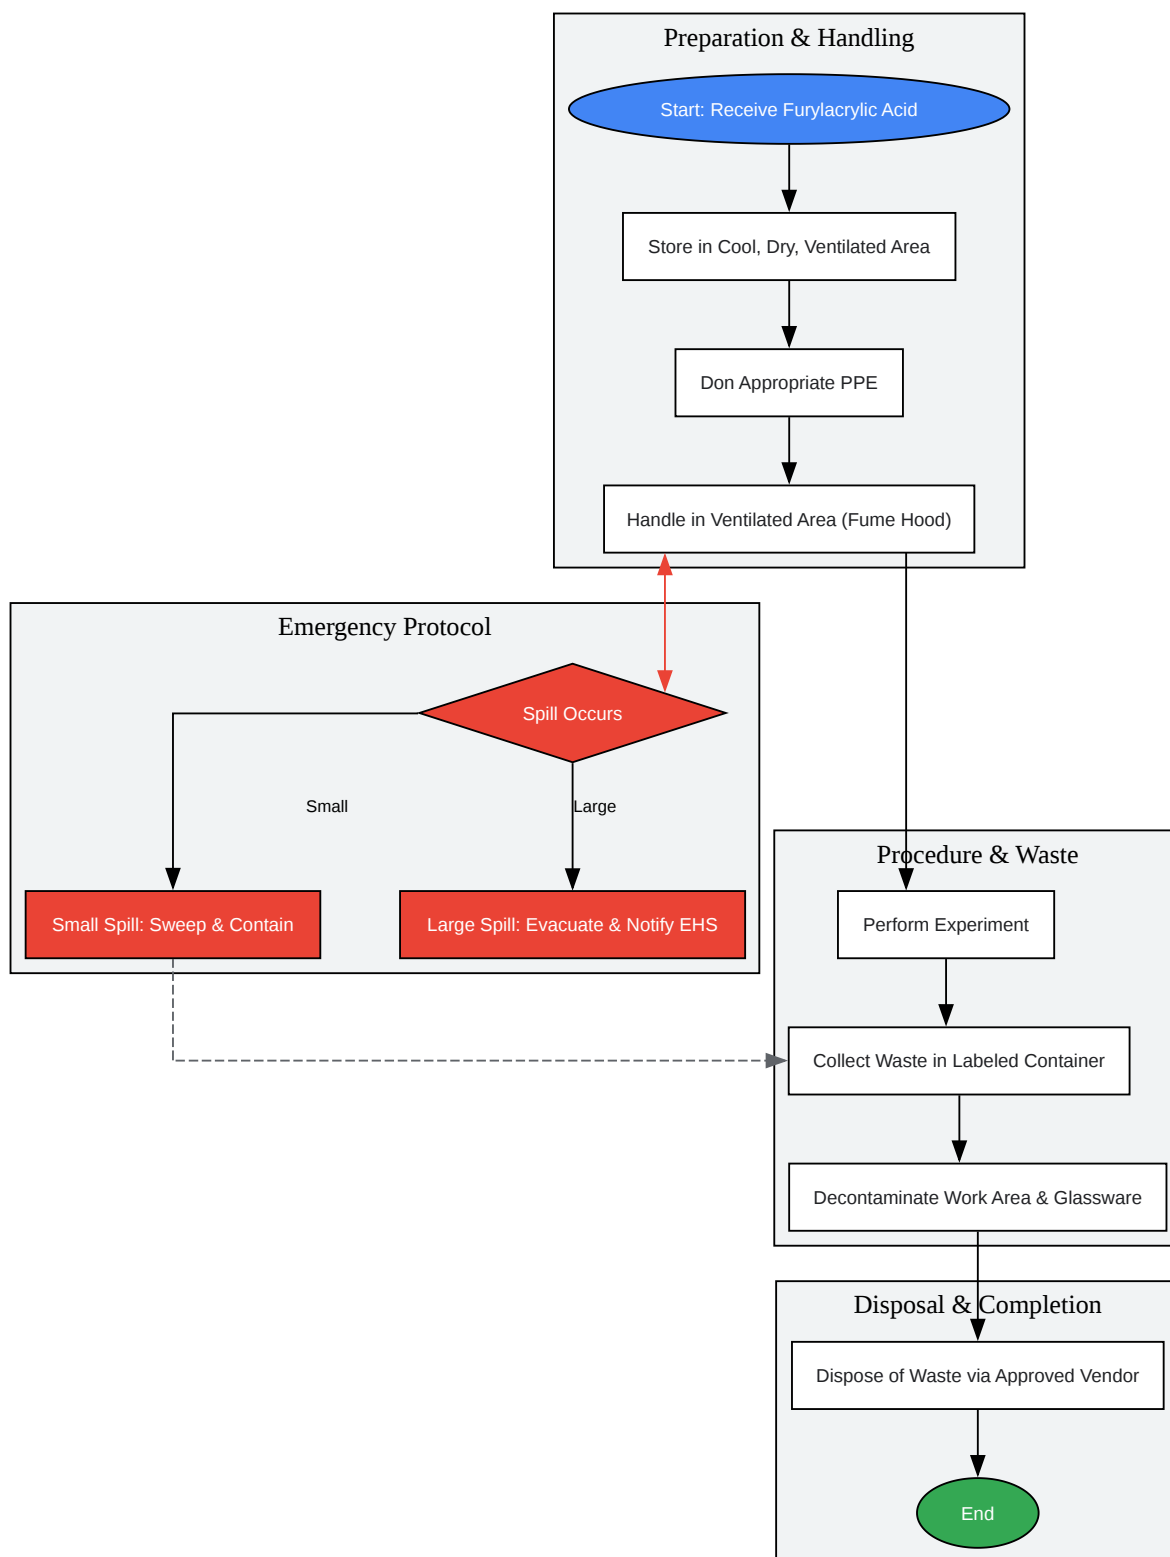 Preparation & Handling
Start: Receive Furylacrylic Acid
Store in Cool, Dry, Ventilated Area
Don Appropriate PPE
Handle in Ventilated Area (Fume Hood)
Emergency Protocol
Spill Occurs
Small
Large
Small Spill: Sweep & Contain
Large Spill: Evacuate & Notify EHS
Procedure & Waste
Perform Experiment
Collect Waste in Labeled Container
Decontaminate Work Area & Glassware
Disposal & Completion
Dispose of Waste via Approved Vendor
End